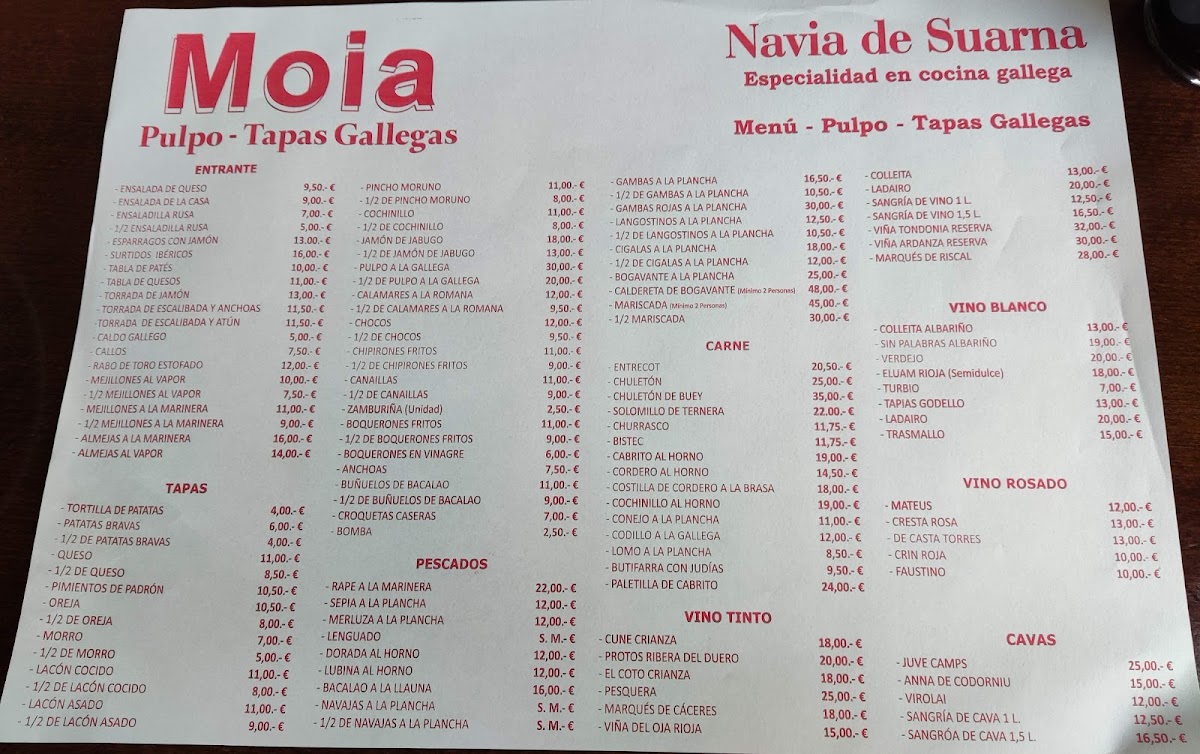 Moia
Pulpo - Tapas Gallegas
Navia de Suarna
Especialidad en cocina gallega
Menú - Pulpo - Tapas Gallegas
ENTRANTE
- ENSALADA DE QUESO 9,50.- €
- ENSALADA DE LA CASA 9,00.- €
- ENSALADILLA RUSA 7,00.- €
- 1/2 ENSALADILLA RUSA 5,00.- €
- ESPARRAGOS CON JAMÓN 13.00.- €
- SURTIDOS IBÉRICOS 16,00.- €
- TABLA DE PATÉS 10,00.- €
- TABLA DE QUESOS 11,00.- €
- TORRADA DE JAMÓN 13,00.- €
- TORRADA DE ESCALIBADA Y ANCHOAS 11,50.- €
- TORRADA DE ESCALIBADA Y ATÚN 11,50.- €
- CALDO GALLEGO 5,00.- €
- CALLOS 7,50.- €
- RABO DE TORO ESTOFADO 12,00.- €
- MEJILLONES AL VAPOR 10,00.- €
- 1/2 MEJILLONES AL VAPOR 7,50.- €
- MEJILLONES A LA MARINERA 11,00.- €
- 1/2 MEJILLONES A LA MARINERA 9,00.- €
- ALMEJAS A LA MARINERA 16,00.- €
- ALMEJAS AL VAPOR 14,00.- €
TAPAS
- TORTILLA DE PATATAS 4,00.- €
- PATATAS BRAVAS 6,00.- €
- 1/2 DE PATATAS BRAVAS 4,00.- €
- QUESO 11,00.- €
- 1/2 DE QUESO 8,50.- €
- PIMIENTOS DE PADRÓN 10,50.- €
- OREJA 10,50.- €
- 1/2 DE OREJA 8,00.- €
- MORRO 7,00.- €
- 1/2 DE MORRO 5,00.- €
- LACÓN COCIDO 11,00.- €
- 1/2 DE LACÓN COCIDO 8,00.- €
- LACÓN ASADO 11,00.- €
- 1/2 DE LACÓN ASADO 9,00.- €
- PINCHO MORUNO 11,00.- €
- 1/2 DE PINCHO MORUNO 8,00.- €
- COCHINILLO 11,00.- €
- 1/2 DE COCHINILLO 8,00.- €
- JAMÓN DE JABUGO 18,00.- €
- 1/2 DE JAMÓN DE JABUGO 13,00.- €
- PULPO A LA GALLEGA 30,00.- €
- 1/2 DE PULPO A LA GALLEGA 20,00.- €
- CALAMARES A LA ROMANA 12,00.- €
- 1/2 DE CALAMARES A LA ROMANA 9,50.- €
- CHOCOS 12,00.- €
- 1/2 DE CHOCOS 9,50.- €
- CHIPIRONES FRITOS 11,00.- €
- 1/2 DE CHIPIRONES FRITOS 9,00.- €
- CANAILLAS 11,00.- €
- 1/2 DE CANAILLAS 9,00.- €
- ZAMBURIÑA (Unidad) 2,50.- €
- BOQUERONES FRITOS 11,00.- €
- 1/2 DE BOQUERONES FRITOS 9,00.- €
- BOQUERONES EN VINAGRE 6,00.- €
- ANCHOAS 7,50.- €
- BUÑUELOS DE BACALAO 11,00.- €
- 1/2 DE BUÑUELOS DE BACALAO 9,00.- €
- CROQUETAS CASERAS 7,00.- €
- BOMBA 2,50.- €
PESCADOS
- RAPE A LA MARINERA 22,00.- €
- SEPIA A LA PLANCHA 12,00.- €
- MERLUZA A LA PLANCHA 12,00.- €
- LENGUADO S. M.- €
- DORADA AL HORNO 12,00.- €
- LUBINA AL HORNO 12,00.- €
- BACALAO A LA LLAUNA 16,00.- €
- NAVAJAS A LA PLANCHA S. M.- €
- 1/2 DE NAVAJAS A LA PLANCHA S. M.- €
- GAMBAS A LA PLANCHA 16,50.- €
- 1/2 DE GAMBAS A LA PLANCHA 10,50.- €
- GAMBAS ROJAS A LA PLANCHA 30,00.- €
- LANGOSTINOS A LA PLANCHA 12,50.- €
- 1/2 DE LANGOSTINOS A LA PLANCHA 10,50.- €
- CIGALAS A LA PLANCHA 18,00.- €
- 1/2 DE CIGALAS A LA PLANCHA 12,00.- €
- BOGAVANTE A LA PLANCHA 25,00.- €
- CALDERETA DE BOGAVANTE (Mínimo 2 Personas) 48,00.- €
- MARISCADA (Mínimo 2 Personas) 45,00.- €
- 1/2 MARISCADA 30,00.- €
CARNE
- ENTRECOT 20,50.- €
- CHULETÓN 25,00.- €
- CHULETÓN DE BUEY 35,00.- €
- SOLOMILLO DE TERNERA 22.00.- €
- CHURRASCO 11,75.- €
- BISTEC 11,75.- €
- CABRITO AL HORNO 19,00.- €
- CORDERO AL HORNO 14,50.- €
- COSTILLA DE CORDERO A LA BRASA 18,00.- €
- COCHINILLO AL HORNO 19,00.- €
- CONEJO A LA PLANCHA 11,00.- €
- CODILLO A LA GALLEGA 12,00.- €
- LOMO A LA PLANCHA 8,50.- €
- BUTIFARRA CON JUDÍAS 9,50.- €
- PALETILLA DE CABRITO 24,00.- €
VINO TINTO
- CUNE CRIANZA 18,00.- €
- PROTOS RIBERA DEL DUERO 20,00.- €
- EL COTO CRIANZA 18,00.- €
- PESQUERA 25,00.- €
- MARQUÉS DE CÁCERES 18,00.- €
- VIÑA DEL OJA RIOJA 15,00.- €
- COLLEITA 13,00.- €
- LADAIRO 20,00.- €
- SANGRÍA DE VINO 1 L. 12,50.- €
- SANGRÍA DE VINO 1,5 L. 16,50.- €
- VIÑA TONDONIA RESERVA 32,00.- €
- VIÑA ARDANZA RESERVA 30,00.- €
- MARQUÉS DE RISCAL 28,00.- €
VINO BLANCO
- COLLEITA ALBARIÑO 13,00.- €
- SIN PALABRAS ALBARIÑO 19,00.- €
- VERDEJO 20,00.- €
- ELUAM RIOJA (Semidulce) 18,00.- €
- TURBIO 7,00.- €
- TAPIAS GODELLO 13,00.- €
- LADAIRO 20,00.- €
- TRASMALLO 15,00.- €
VINO ROSADO
- MATEUS 12,00.- €
- CRESTA ROSA 13,00.- €
- DE CASTA TORRES 13,00.- €
- CRIN ROJA 10,00.- €
- FAUSTINO 10,00.- €
CAVAS
- JUVE CAMPS 25,00.- €
- ANNA DE CODORNIU 15,00.- €
- VIROLAI 12,00.- €
- SANGRÍA DE CAVA 1 L. 12,50.- €
- SANGRÓA DE CAVA 1,5 L. 16,50.- €